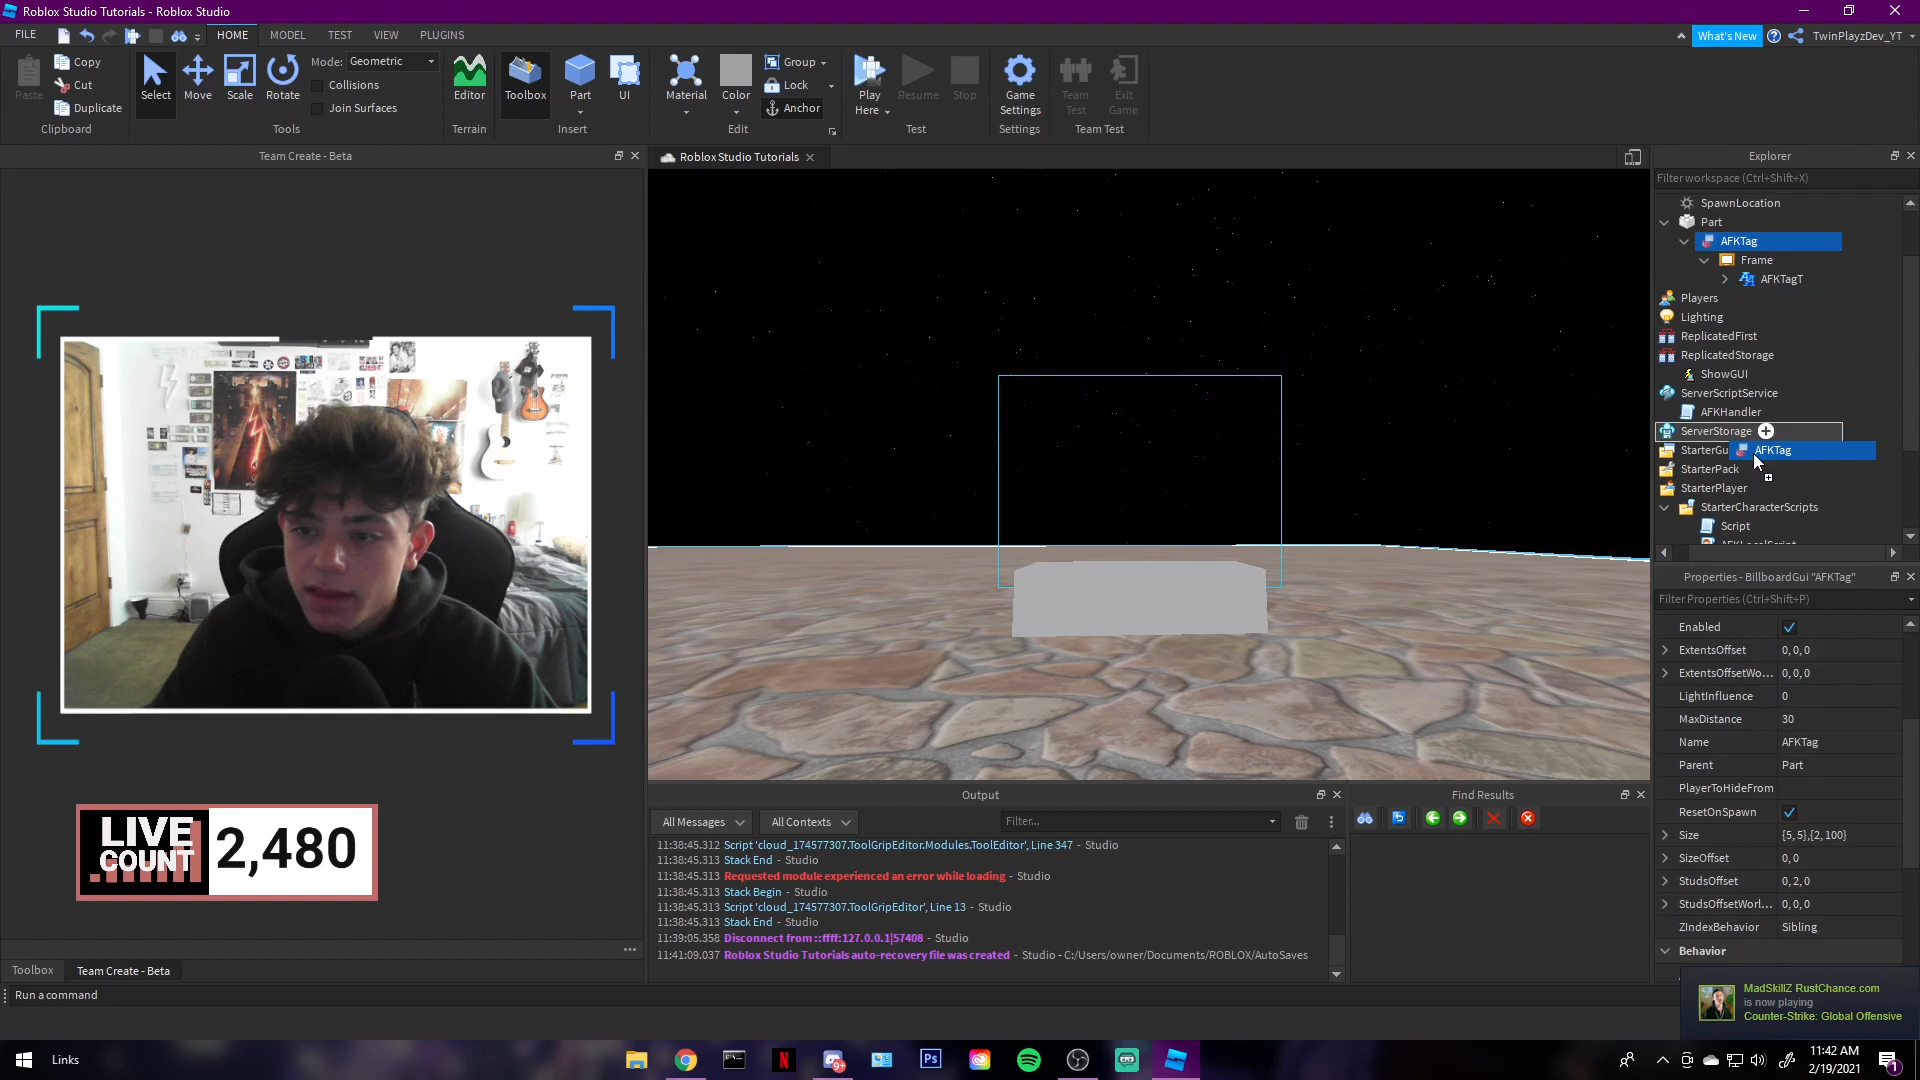 Roblox Studio Tutorials - Roblox Studio
FILE HOME MODEL TEST VIEW PLUGINS What's New TwinPlayzDev_YT
Paste Copy Cut Duplicate Clipboard
Select Move Scale Rotate Mode: Geometric Collisions Join Surfaces Tools
Editor Terrain
Toolbox Part UI Insert
Material Color Group Lock Anchor Edit
Play Here Resume Stop Test
Game Settings Settings
Team Test Exit Game Team Test
Team Create - Beta
Roblox Studio Tutorials
Explorer
Filter workspace (Ctrl+Shift+X)
SpawnLocation
Part
AFKTag
Frame
AFKTagT
Players
Lighting
ReplicatedFirst
ReplicatedStorage
ShowGUI
ServerScriptService
AFKHandler
ServerStorage
StarterGu AFKTag
StarterPack
StarterPlayer
StarterCharacterScripts
Script
Properties - BillboardGui "AFKTag"
Filter Properties (Ctrl+Shift+P)
Enabled
ExtentsOffset 0, 0, 0
ExtentsOffsetWo... 0, 0, 0
LightInfluence 0
MaxDistance 30
Name AFKTag
Parent Part
PlayerToHideFrom
ResetOnSpawn
Size {5, 5},{2, 100}
SizeOffset 0, 0
StudsOffset 0, 2, 0
StudsOffsetWorl... 0, 0, 0
ZIndexBehavior Sibling
Behavior
LIVE COUNT 2,480
Output
All Messages All Contexts Filter...
11:38:45.312 Script 'cloud_174577307.ToolGripEditor.Modules.ToolEditor', Line 347 - Studio
11:38:45.313 Stack End - Studio
11:38:45.313 Requested module experienced an error while loading - Studio
11:38:45.313 Stack Begin - Studio
11:38:45.313 Script 'cloud_174577307.ToolGripEditor', Line 13 - Studio
11:38:45.313 Stack End - Studio
11:39:05.358 Disconnect from ::ffff:127.0.0.1|57408 - Studio
11:41:09.037 Roblox Studio Tutorials auto-recovery file was created - Studio - C:/Users/owner/Documents/ROBLOX/AutoSaves
Find Results
Toolbox Team Create - Beta
Run a command
MadSkillZ RustChance.com
is now playing
Counter-Strike: Global Offensive
Links
9+
Ps
11:42 AM
2/19/2021
1